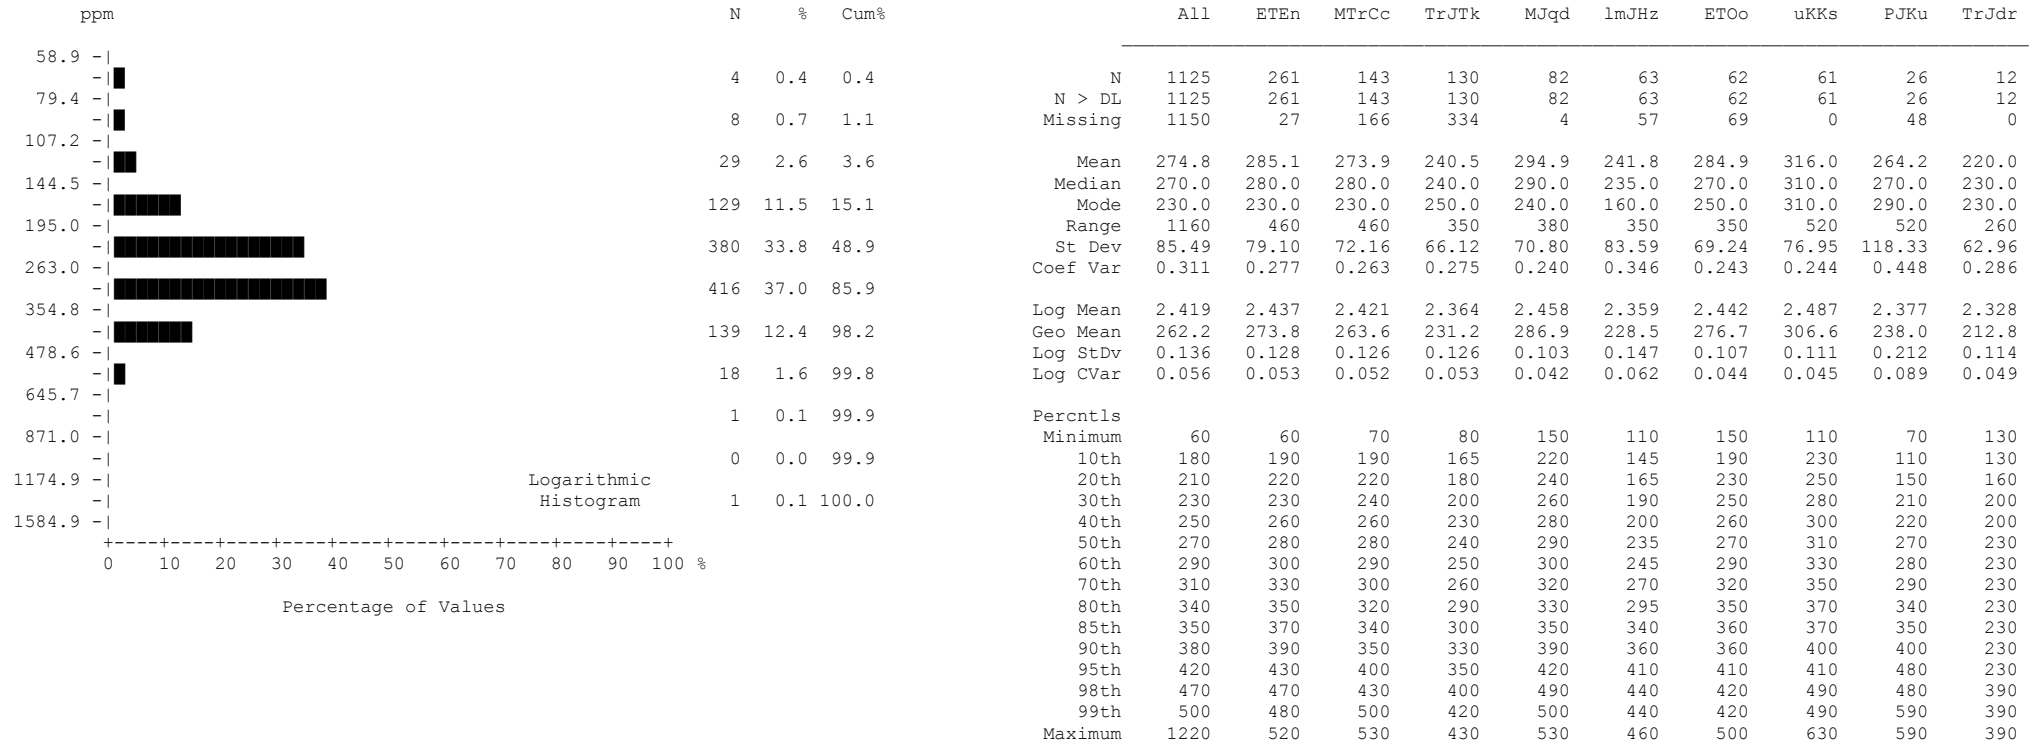 ppm N % Cum%
58.9 -|
-| 4 0.4 0.4
79.4 -|
-| 8 0.7 1.1
107.2 -|
-| 29 2.6 3.6
144.5 -|
-| 129 11.5 15.1
195.0 -|
-| 380 33.8 48.9
263.0 -|
-| 416 37.0 85.9
354.8 -|
-| 139 12.4 98.2
478.6 -|
-| 18 1.6 99.8
645.7 -|
-| 1 0.1 99.9
871.0 -|
-| 0 0.0 99.9
1174.9 -| Logarithmic
-| Histogram 1 0.1 100.0
1584.9 -|
+----+----+----+----+----+----+----+----+----+----+
0 10 20 30 40 50 60 70 80 90 100 %
Percentage of Values
All ETEn MTrCc TrJTk MJqd lmJHz ETOo uKKs PJKu TrJdr
N 1125 261 143 130 82 63 62 61 26 12
N > DL 1125 261 143 130 82 63 62 61 26 12
Missing 1150 27 166 334 4 57 69 0 48 0
Mean 274.8 285.1 273.9 240.5 294.9 241.8 284.9 316.0 264.2 220.0
Median 270.0 280.0 280.0 240.0 290.0 235.0 270.0 310.0 270.0 230.0
Mode 230.0 230.0 230.0 250.0 240.0 160.0 250.0 310.0 290.0 230.0
Range 1160 460 460 350 380 350 350 520 520 260
St Dev 85.49 79.10 72.16 66.12 70.80 83.59 69.24 76.95 118.33 62.96
Coef Var 0.311 0.277 0.263 0.275 0.240 0.346 0.243 0.244 0.448 0.286
Log Mean 2.419 2.437 2.421 2.364 2.458 2.359 2.442 2.487 2.377 2.328
Geo Mean 262.2 273.8 263.6 231.2 286.9 228.5 276.7 306.6 238.0 212.8
Log StDv 0.136 0.128 0.126 0.126 0.103 0.147 0.107 0.111 0.212 0.114
Log CVar 0.056 0.053 0.052 0.053 0.042 0.062 0.044 0.045 0.089 0.049
Percntls
Minimum 60 60 70 80 150 110 150 110 70 130
10th 180 190 190 165 220 145 190 230 110 130
20th 210 220 220 180 240 165 230 250 150 160
30th 230 230 240 200 260 190 250 280 210 200
40th 250 260 260 230 280 200 260 300 220 200
50th 270 280 280 240 290 235 270 310 270 230
60th 290 300 290 250 300 245 290 330 280 230
70th 310 330 300 260 320 270 320 350 290 230
80th 340 350 320 290 330 295 350 370 340 230
85th 350 370 340 300 350 340 360 370 350 230
90th 380 390 350 330 390 360 360 400 400 230
95th 420 430 400 350 420 410 410 410 480 230
98th 470 470 430 400 490 440 420 490 480 390
99th 500 480 500 420 500 440 420 490 590 390
Maximum 1220 520 530 430 530 460 500 630 590 390